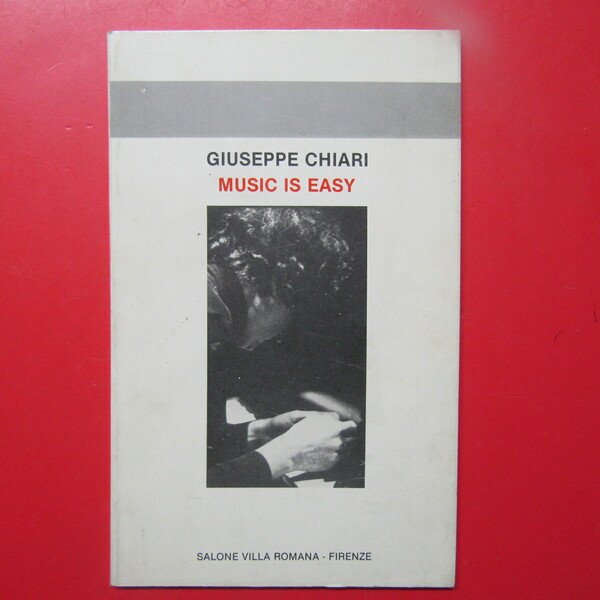 GIUSEPPE CHIARI
MUSIC IS EASY
SALONE VILLA ROMANA - FIRENZE